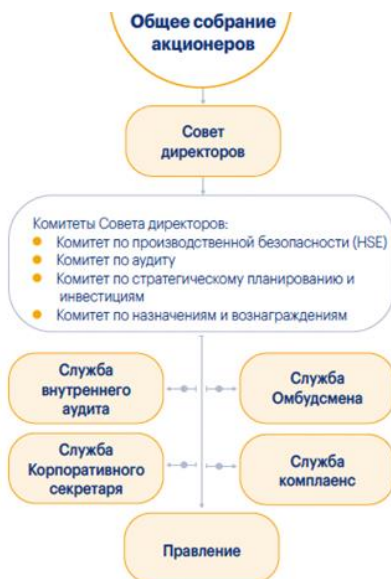 Общее собрание
акционеров
Совет
директоров
Комитеты Совета директоров:
Комитет по производственной безопасности (HSE)
Комитет по аудиту
Комитет по стратегическому планированию и
инвестициям
Комитет по назначениям и вознаграждениям
Служба
внутреннего
аудита
Служба
Омбудсмена
Служба
Корпоративного
секретаря
Служба
комплаенс
Правление